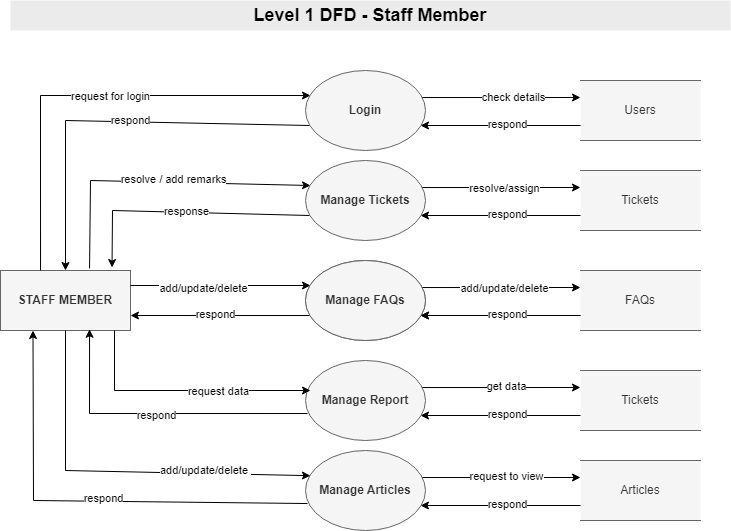 Level 1 DFD - Staff Member
request for login
Login
check details
Users
respond
respond
resolve / add remarks
Manage Tickets
resolve/assign
Tickets
response
respond
STAFF MEMBER
add/update/delete
Manage FAQs
add/update/delete
FAQs
respond
respond
request data
Manage Report
get data
Tickets
respond
respond
add/update/delete
Manage Articles
request to view
Articles
respond
respond